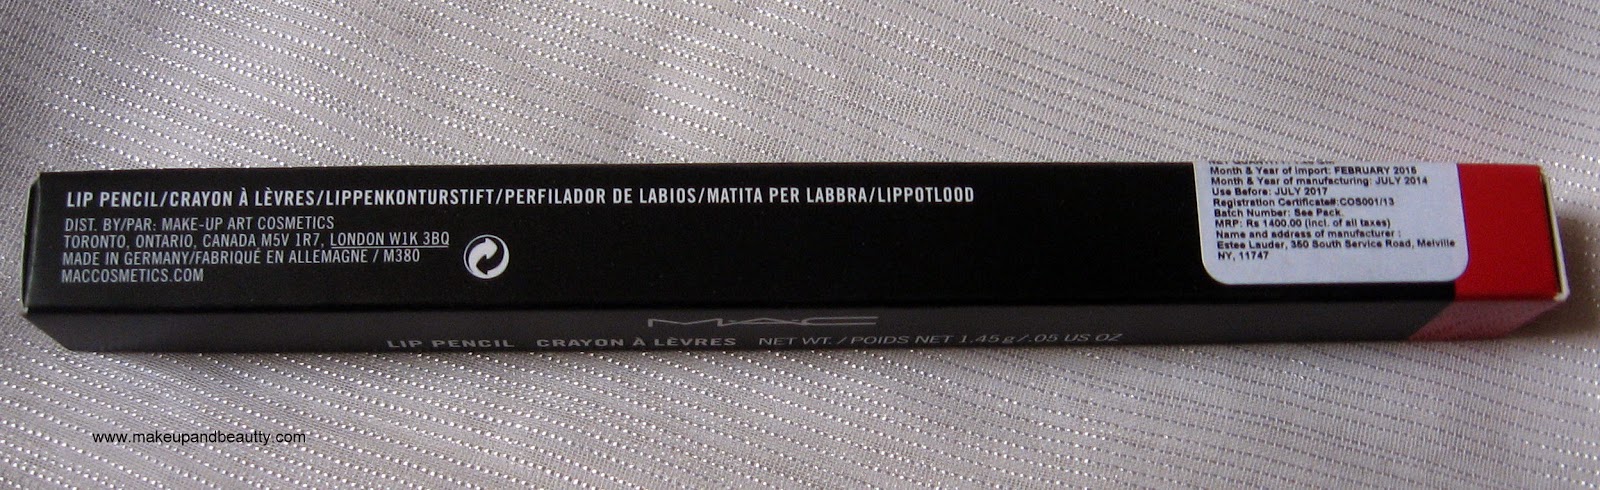 LIP PENCIL/CRAYON À LÈVRES/LIPPENKONTURSTIFT/PERFILADOR DE LABIOS/MATITA PER LABBRA/LIPPOTLOOD
DIST. BY/PAR: MAKE-UP ART COSMETICS
TORONTO, ONTARIO, CANADA M5V 1R7, LONDON W1K 3BQ
MADE IN GERMANY/FABRIQUÉ EN ALLEMAGNE / M380
MACCOSMETICS.COM
Month & Year of Import: FEBRUARY 2015
Month & Year of manufacturing: JULY 2014
Use Before: JULY 2017
Registration Certificate#:COS001/13
Batch Number: See Pack.
MRP: Rs 1400.00 (incl. of all taxes)
Name and address of manufacturer :
Estee Lauder, 350 South Service Road, Melville
NY, 11747
MAC
LIP PENCIL CRAYON À LÈVRES NET WT. / POIDS NET 1.45 g / .05 US OZ
www.makeupandbeautty.com